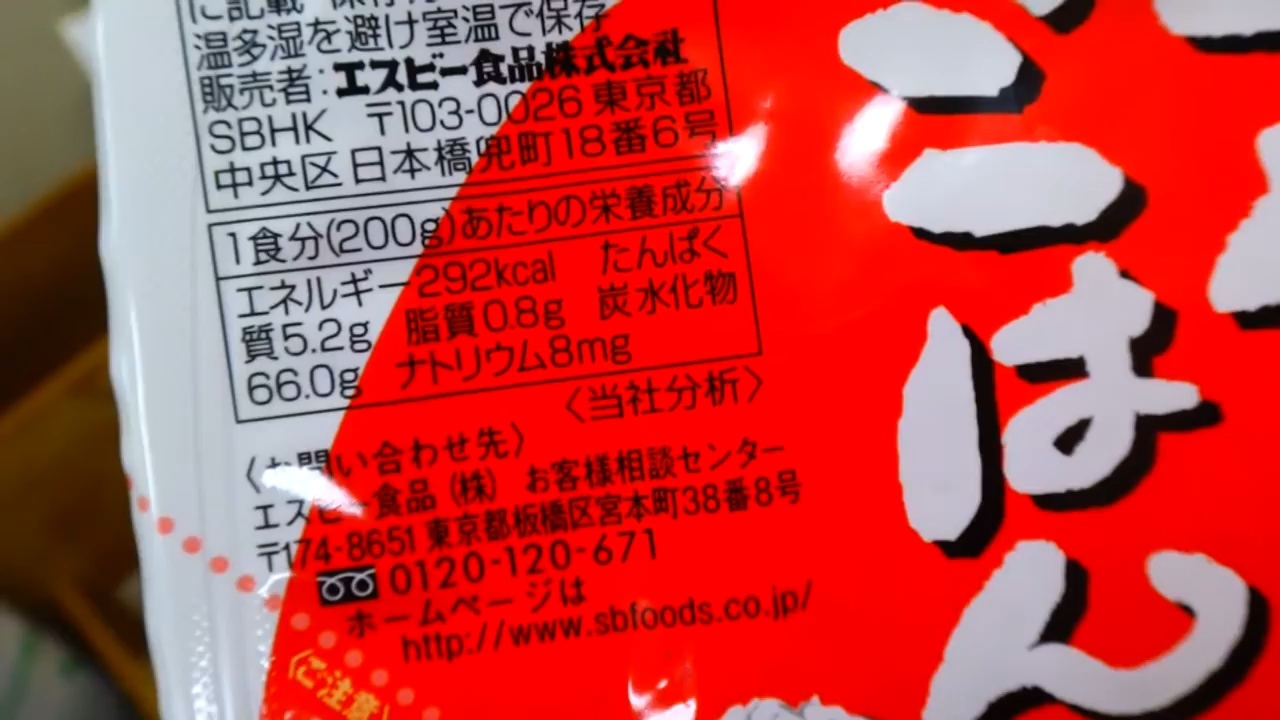 に記載
温多湿を避け室温で保存
販売者:エスビー食品株式会社
SBHK 〒103-0026 東京都
中央区日本橋兜町18番6号
1食分(200g)あたりの栄養成分
エネルギー292kcal たんぱく
質5.2g 脂質0.8g 炭水化物
66.0g ナトリウム8mg
〈当社分析〉
〈お問い合わせ先〉
エスビー食品(株) お客様相談センター
〒174-8651 東京都板橋区宮本町38番8号
0120-120-671
ホームページは
http://www.sbfoods.co.jp/
〈ご注意〉
ごはん